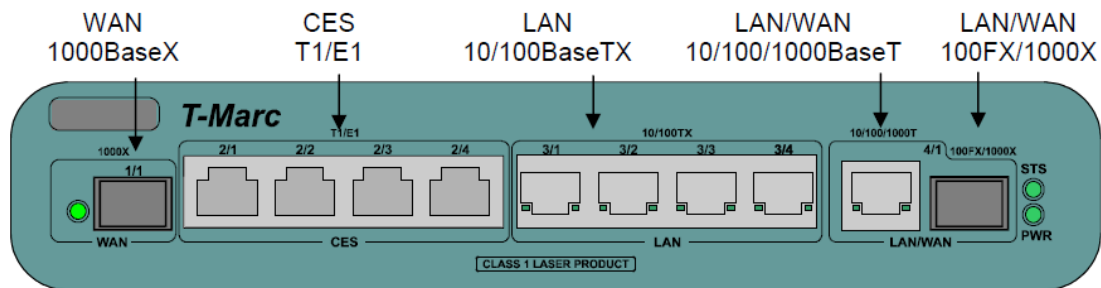 WAN
1000BaseX
CES
T1/E1
LAN
10/100BaseTX
LAN/WAN
10/100/1000BaseT
LAN/WAN
100FX/1000X
T-Marc
1000X
1/1
WAN
T1/E1
2/1 2/2 2/3 2/4
CES
10/100TX
3/1 3/2 3/3 3/4
LAN
10/100/1000T
4/1 100FX/1000X
LAN/WAN
STS
PWR
CLASS 1 LASER PRODUCT